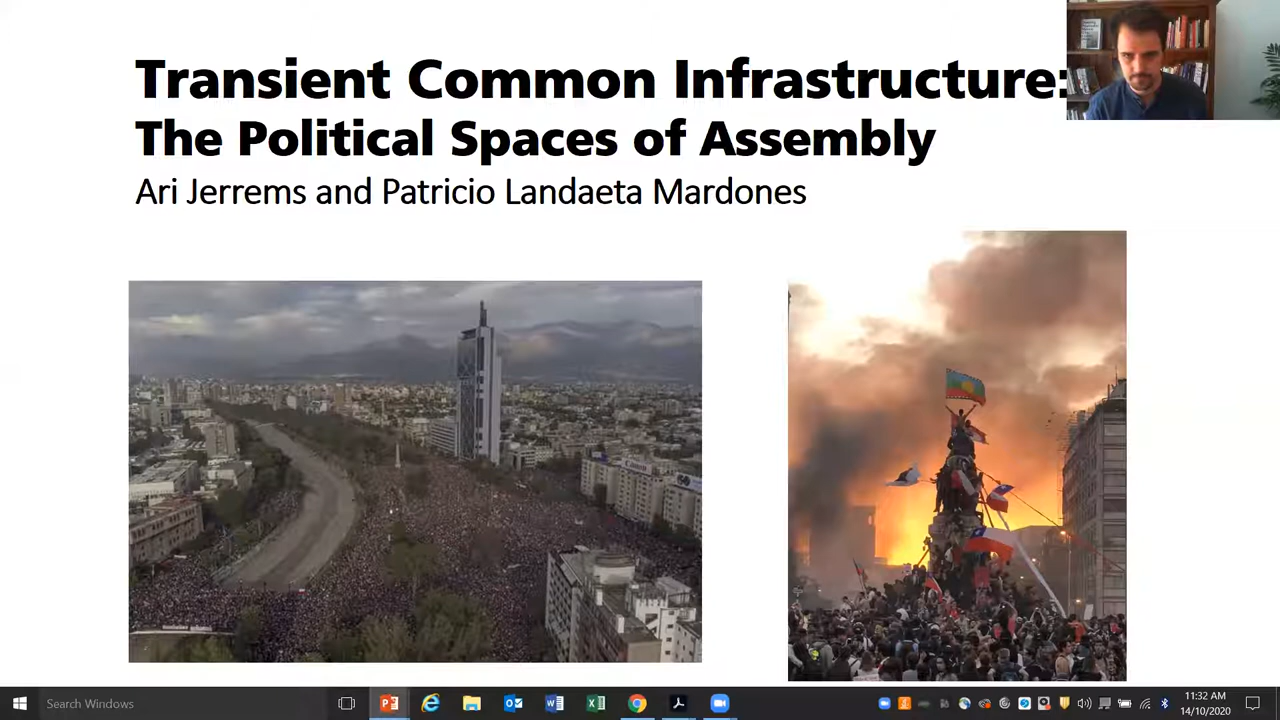 Transient Common Infrastructure:
The Political Spaces of Assembly
Ari Jerrems and Patricio Landaeta Mardones
Search Windows
11:32 AM
14/10/2020